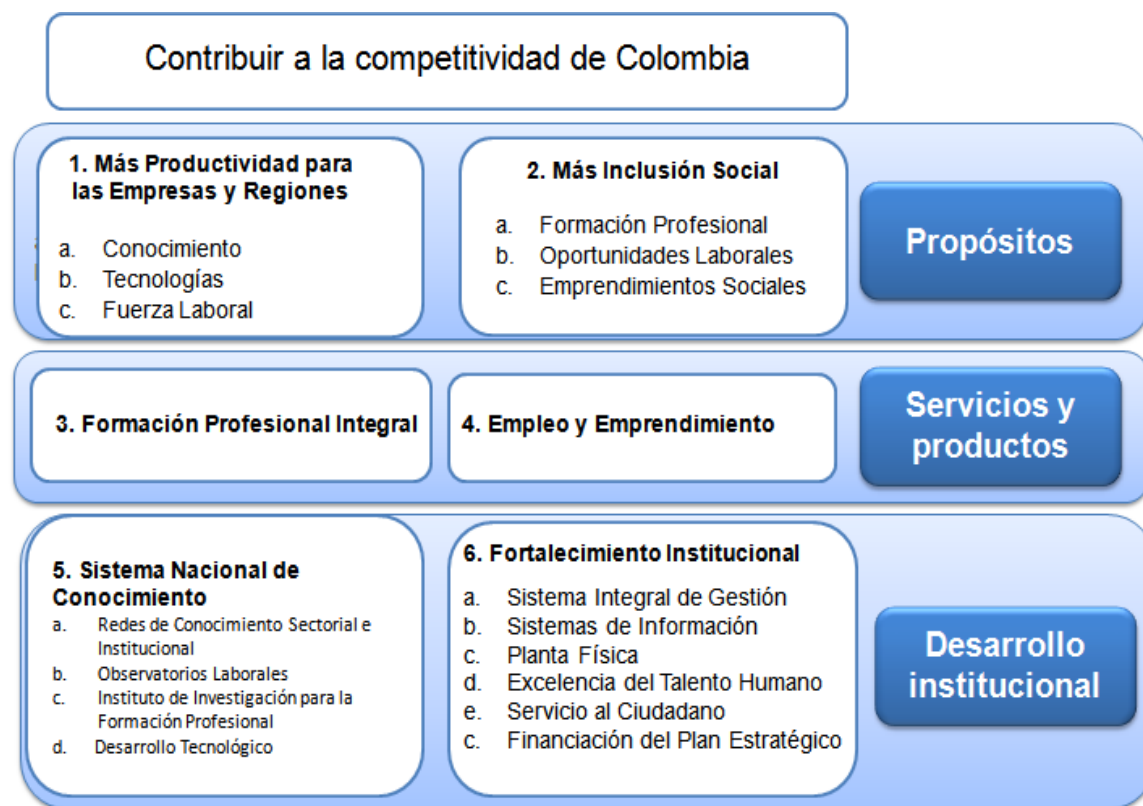 Contribuir a la competitividad de Colombia
1. Más Productividad para
las Empresas y Regiones
a. Conocimiento
b. Tecnologías
c. Fuerza Laboral
2. Más Inclusión Social
a. Formación Profesional
b. Oportunidades Laborales
c. Emprendimientos Sociales
Propósitos
3. Formación Profesional Integral
4. Empleo y Emprendimiento
Servicios y
productos
5. Sistema Nacional de
Conocimiento
a. Redes de Conocimiento Sectorial e
Institucional
b. Observatorios Laborales
c. Instituto de Investigación para la
Formación Profesional
d. Desarrollo Tecnológico
6. Fortalecimiento Institucional
a. Sistema Integral de Gestión
b. Sistemas de Información
c. Planta Física
d. Excelencia del Talento Humano
e. Servicio al Ciudadano
c. Financiación del Plan Estratégico
Desarrollo
institucional